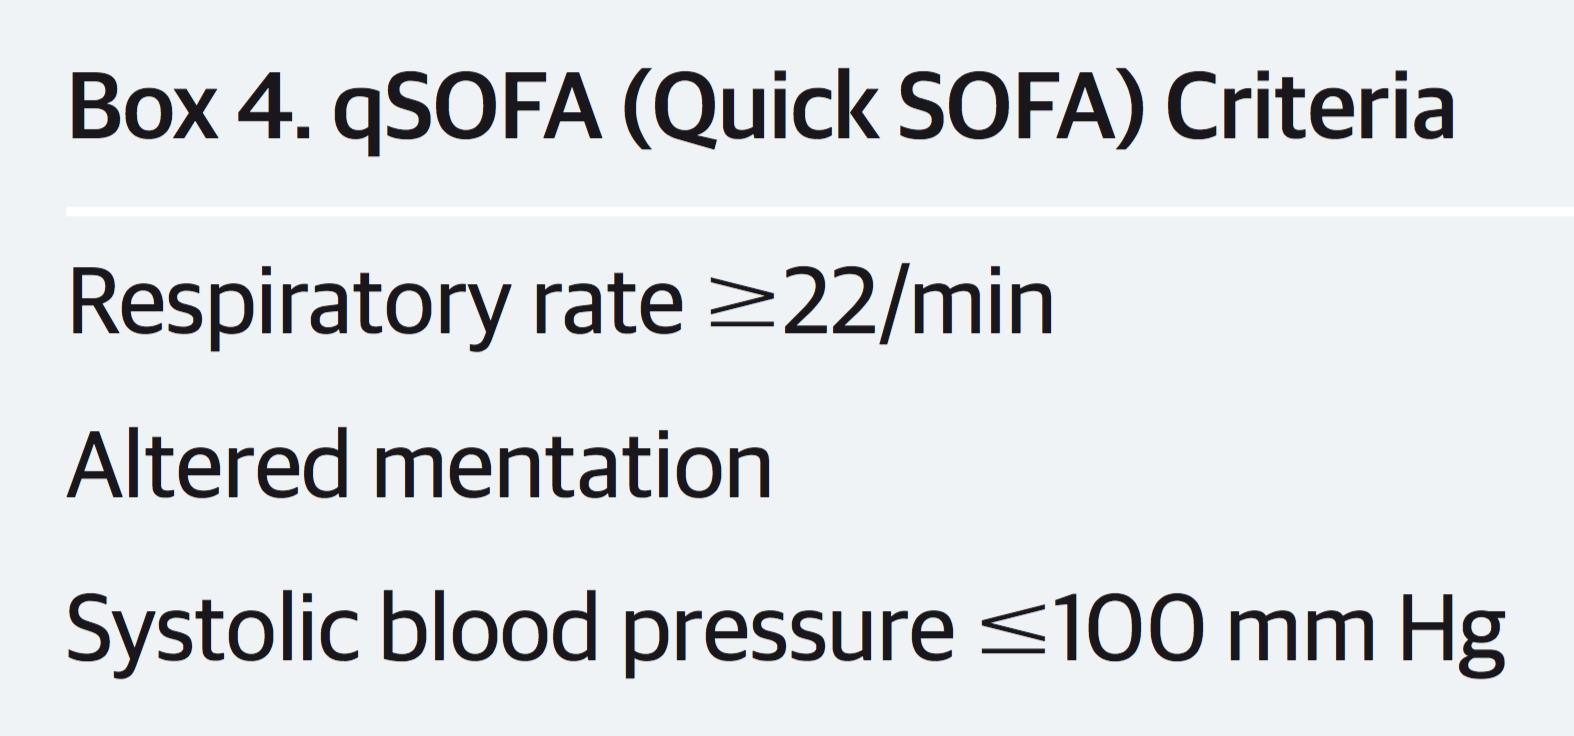 Box 4. qSOFA (Quick SOFA) Criteria
Respiratory rate ≥22/min
Altered mentation
Systolic blood pressure ≤100 mm Hg